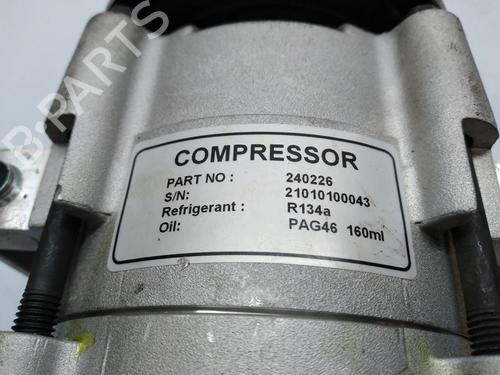 B-PARTS
COMPRESSOR
PART NO : 240226
S/N: 21010100043
Refrigerant : R134a
Oil: PAG46 160ml